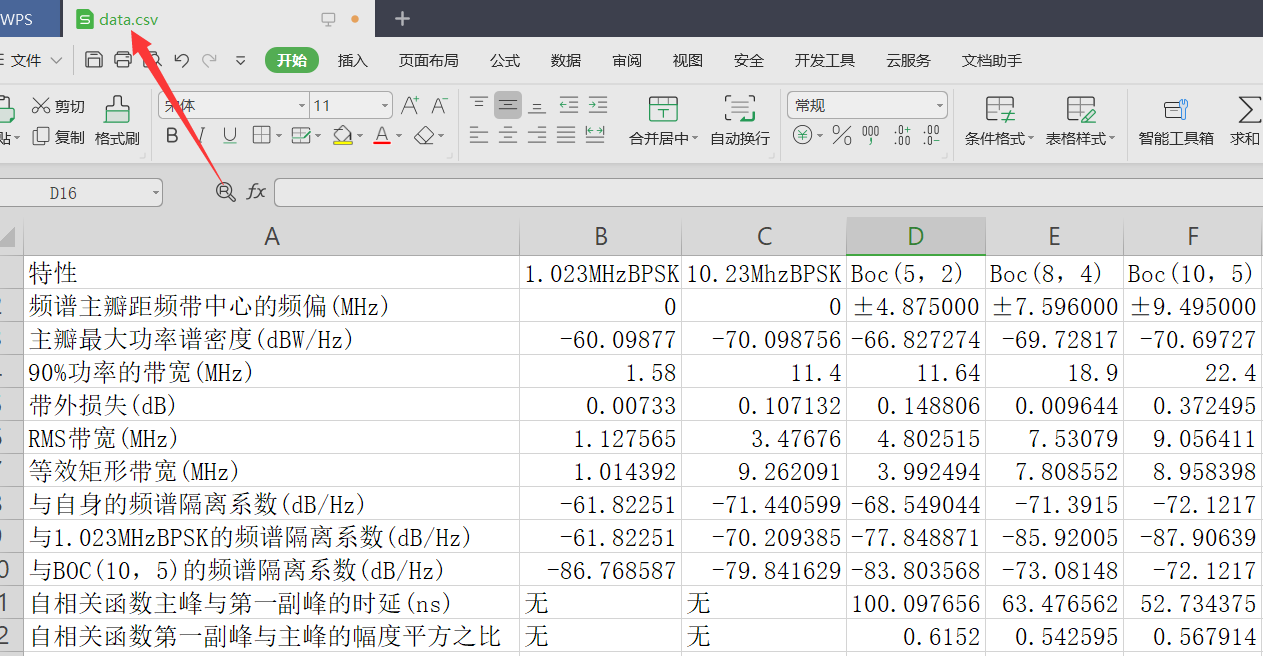 WPS data.csv
文件 开始 插入 页面布局 公式 数据 审阅 视图 安全 开发工具 云服务 文档助手
剪切 宋体 11 常规
贴 复制 格式刷 B I U A 合并居中 自动换行 条件格式 表格样式 智能工具箱 求和
D16 fx
A B C D E F
特性 1.023MHzBPSK 10.23MhzBPSK Boc(5，2) Boc(8，4) Boc(10，5)
频谱主瓣距频带中心的频偏(MHz) 0 0 ±4.875000 ±7.596000 ±9.495000
主瓣最大功率谱密度(dBW/Hz) -60.09877 -70.098756 -66.827274 -69.72817 -70.69727
90%功率的带宽(MHz) 1.58 11.4 11.64 18.9 22.4
带外损失(dB) 0.00733 0.107132 0.148806 0.009644 0.372495
RMS带宽(MHz) 1.127565 3.47676 4.802515 7.53079 9.056411
等效矩形带宽(MHz) 1.014392 9.262091 3.992494 7.808552 8.958398
与自身的频谱隔离系数(dB/Hz) -61.82251 -71.440599 -68.549044 -71.3915 -72.1217
与1.023MHzBPSK的频谱隔离系数(dB/Hz) -61.82251 -70.209385 -77.848871 -85.92005 -87.90639
与BOC(10，5)的频谱隔离系数(dB/Hz) -86.768587 -79.841629 -83.803568 -73.08148 -72.1217
自相关函数主峰与第一副峰的时延(ns) 无 无 100.097656 63.476562 52.734375
自相关函数第一副峰与主峰的幅度平方之比 无 无 0.6152 0.542595 0.567914